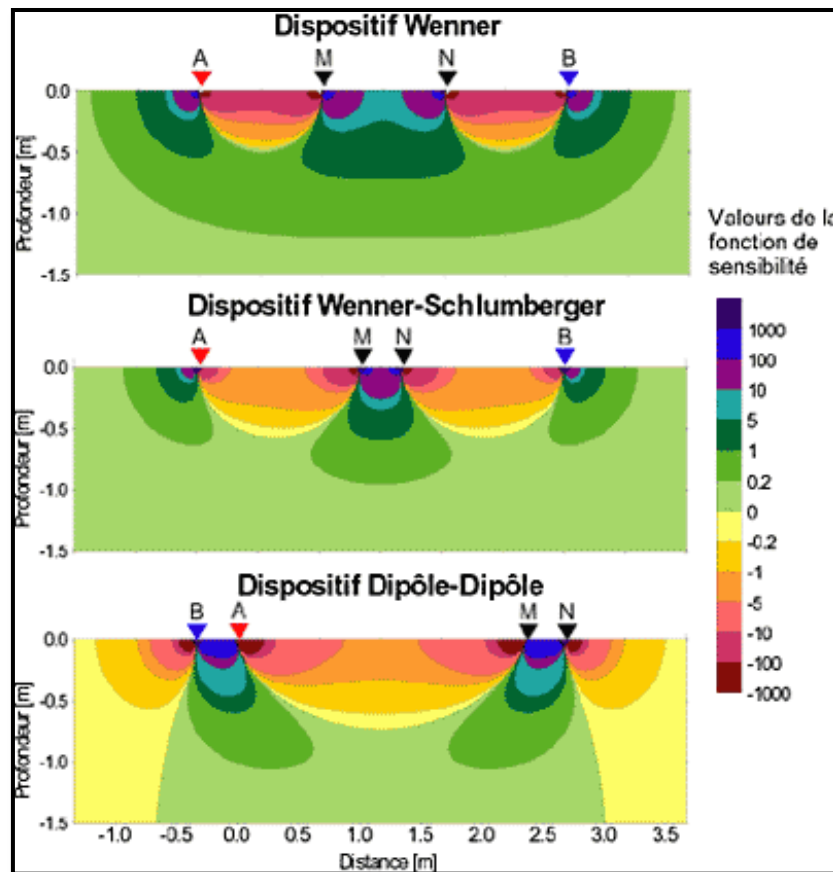 Dispositif Wenner
A M N B
0.0
-0.5
-1.0
-1.5
Profondeur [m]
Dispositif Wenner-Schlumberger
A M N B
0.0
-0.5
-1.0
-1.5
Profondeur [m]
Dispositif Dipôle-Dipôle
B A M N
0.0
-0.5
-1.0
-1.5
Profondeur [m]
-1.0 -0.5 0.0 0.5 1.0 1.5 2.0 2.5 3.0 3.5
Distance [m]
Valeurs de la
fonction de
sensibilité
1000
100
10
5
1
0.2
0
-0.2
-1
-5
-10
-100
-1000